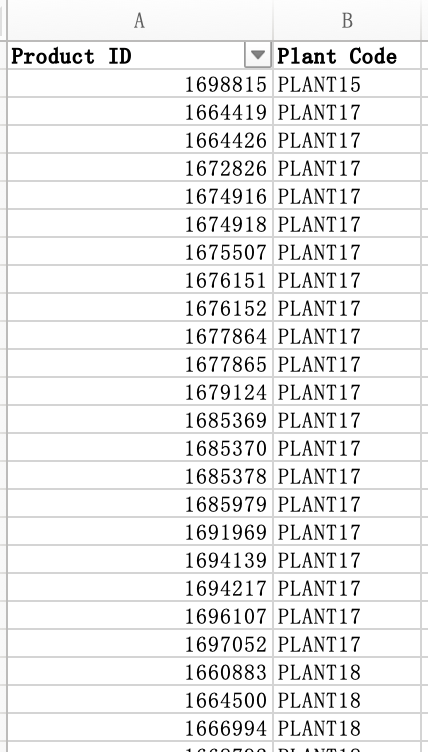 A B
Product ID Plant Code
1698815 PLANT15
1664419 PLANT17
1664426 PLANT17
1672826 PLANT17
1674916 PLANT17
1674918 PLANT17
1675507 PLANT17
1676151 PLANT17
1676152 PLANT17
1677864 PLANT17
1677865 PLANT17
1679124 PLANT17
1685369 PLANT17
1685370 PLANT17
1685378 PLANT17
1685979 PLANT17
1691969 PLANT17
1694139 PLANT17
1694217 PLANT17
1696107 PLANT17
1697052 PLANT17
1660883 PLANT18
1664500 PLANT18
1666994 PLANT18